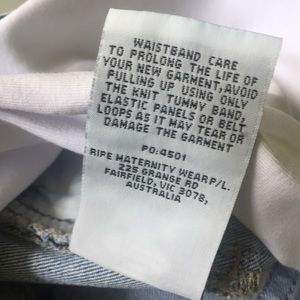 WAISTBAND CARE
TO PROLONG THE LIFE OF
YOUR NEW GARMENT, AVOID
PULLING UP USING ONLY
THE KNIT TUMMY BAND,
ELASTIC PANELS OR BELT
LOOPS AS IT MAY TEAR OR
DAMAGE THE GARMENT
PO:4501
RIPE MATERNITY WEAR P/L.
225 GRANGE RD
FAIRFIELD, VIC 3078,
AUSTRALIA